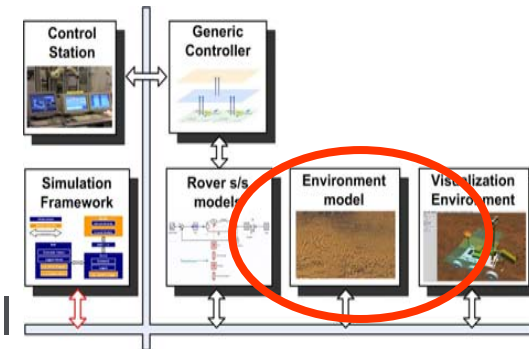 Control
Station
Generic
Controller
Simulation
Framework
Rover s/s
models
Environment
model
Visualization
Environment